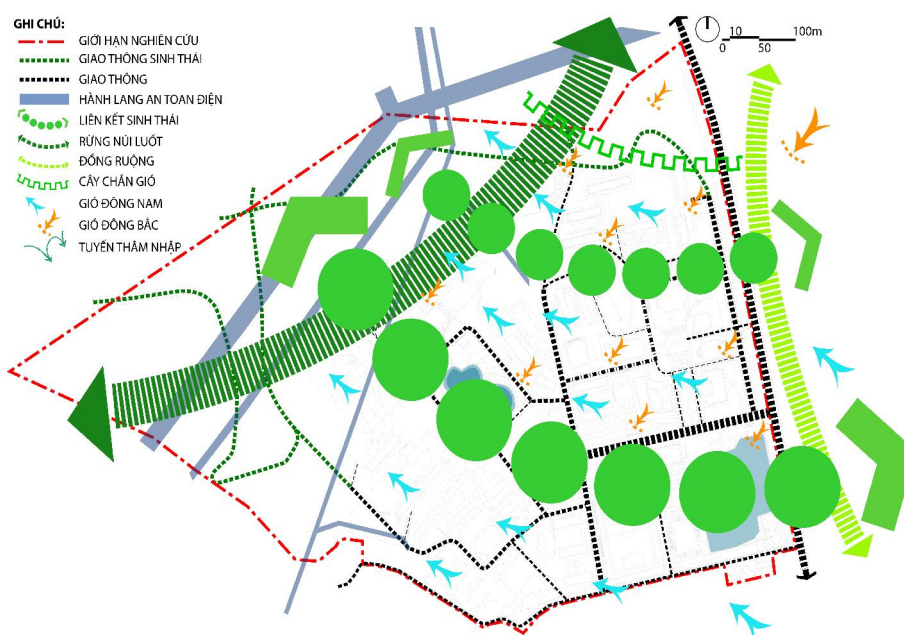 GHI CHÚ:
GIỚI HẠN NGHIÊN CỨU
GIAO THÔNG SINH THÁI
GIAO THÔNG
HÀNH LANG AN TOAN ĐIỆN
LIÊN KẾT SINH THÁI
RỪNG NÚI LUỐT
ĐỒNG RUỘNG
CÂY CHẮN GIÓ
GIÓ ĐÔNG NAM
GIÓ ĐÔNG BẮC
TUYẾN THÂM NHẬP
10 100m
0 50